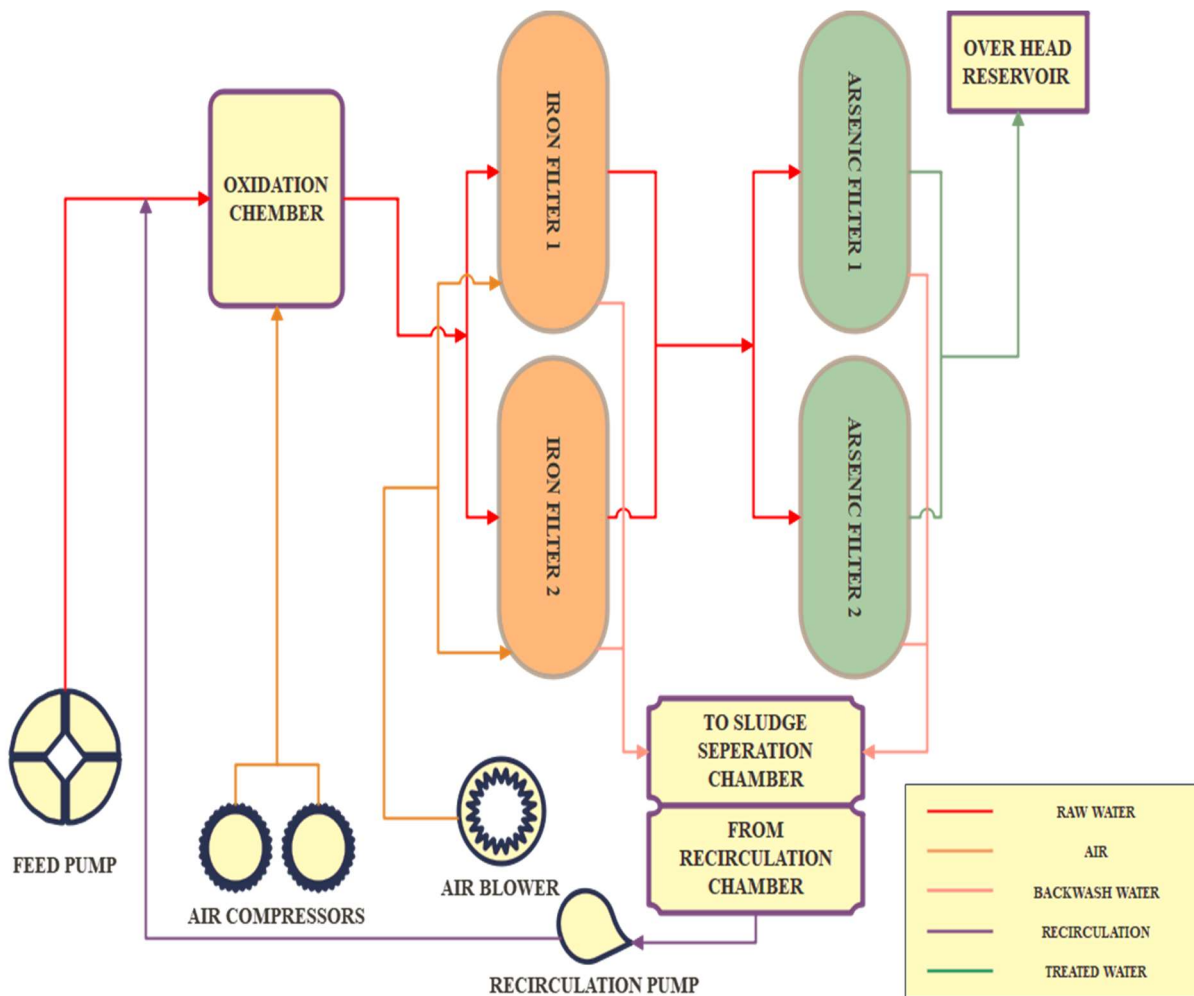 OVER HEAD
RESERVOIR
IRON FILTER 1
ARSENIC FILTER 1
OXIDATION
CHEMBER
IRON FILTER 2
ARSENIC FILTER 2
TO SLUDGE
SEPERATION
CHAMBER
FROM
RECIRCULATION
CHAMBER
FEED PUMP
AIR COMPRESSORS
AIR BLOWER
RECIRCULATION PUMP
RAW WATER
AIR
BACKWASH WATER
RECIRCULATION
TREATED WATER